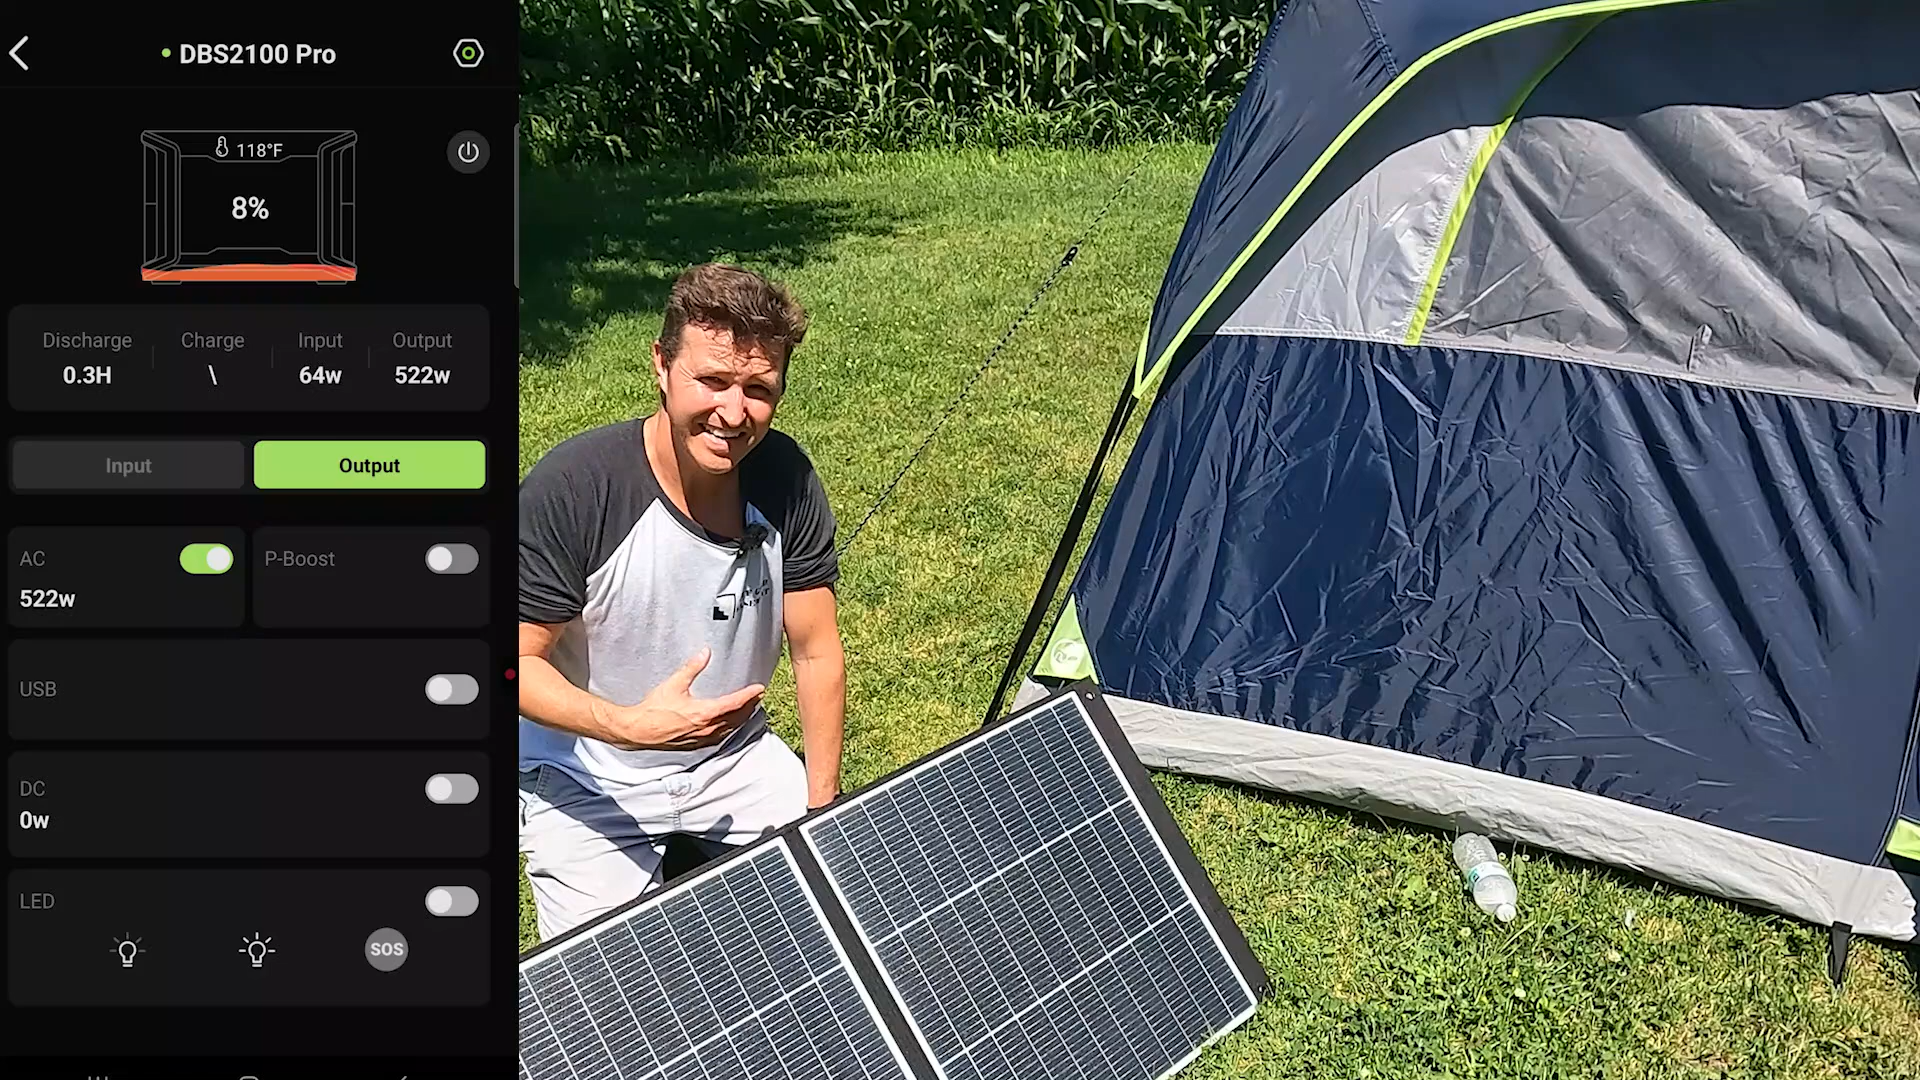 DBS2100 Pro
118°F
8%
Discharge Charge Input Output
0.3H \ 64w 522w
Input Output
AC
522w
P-Boost
USB
DC
0w
LED
SOS